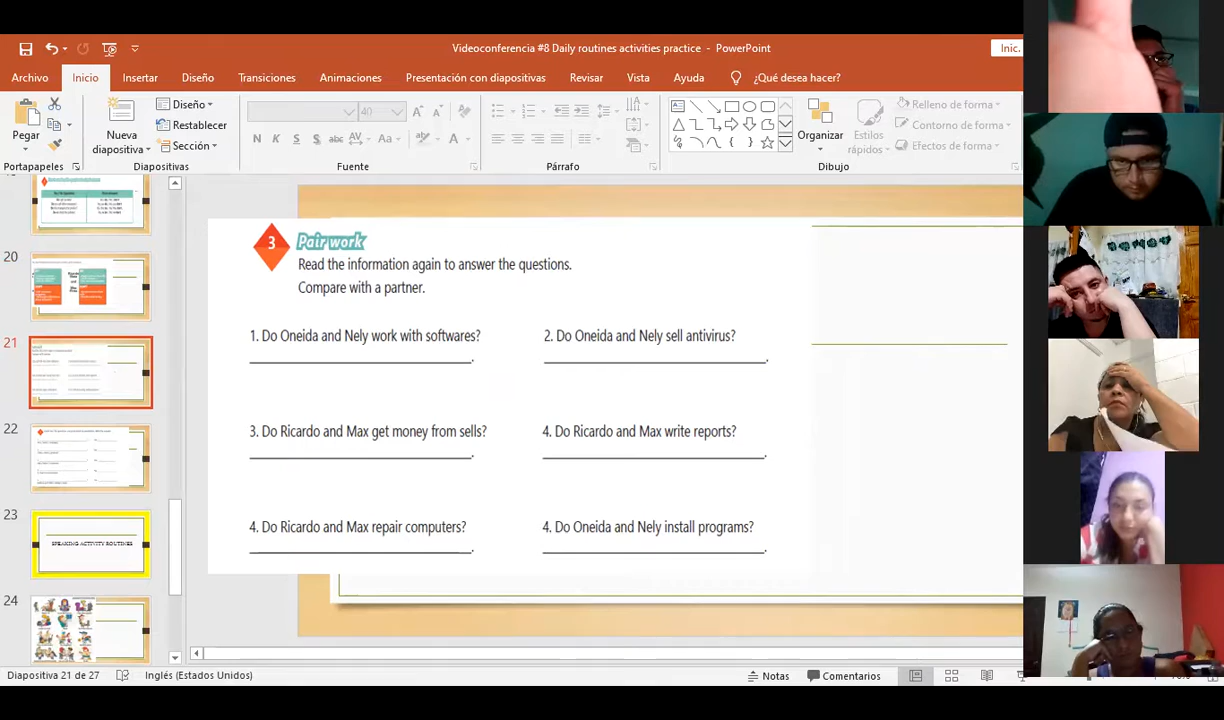 Videoconferencia #8 Daily routines activities practice - PowerPoint
Inic.
Archivo Inicio Insertar Diseño Transiciones Animaciones Presentación con diapositivas Revisar Vista Ayuda ¿Qué desea hacer?
Pegar
Nueva diapositiva
Diseño
Restablecer
Sección
40
N K S S abc AV Aa A
Organizar
Estilos rápidos
Relleno de forma
Contorno de forma
Efectos de forma
Portapapeles Diapositivas Fuente Párrafo Dibujo
20
21
22
23
SPEAKING ACTIVITY ROUTINES
24
3 Pair work
Read the information again to answer the questions.
Compare with a partner.
1. Do Oneida and Nely work with softwares?
2. Do Oneida and Nely sell antivirus?
3. Do Ricardo and Max get money from sells?
4. Do Ricardo and Max write reports?
4. Do Ricardo and Max repair computers?
4. Do Oneida and Nely install programs?
Diapositiva 21 de 27 Inglés (Estados Unidos) Notas Comentarios